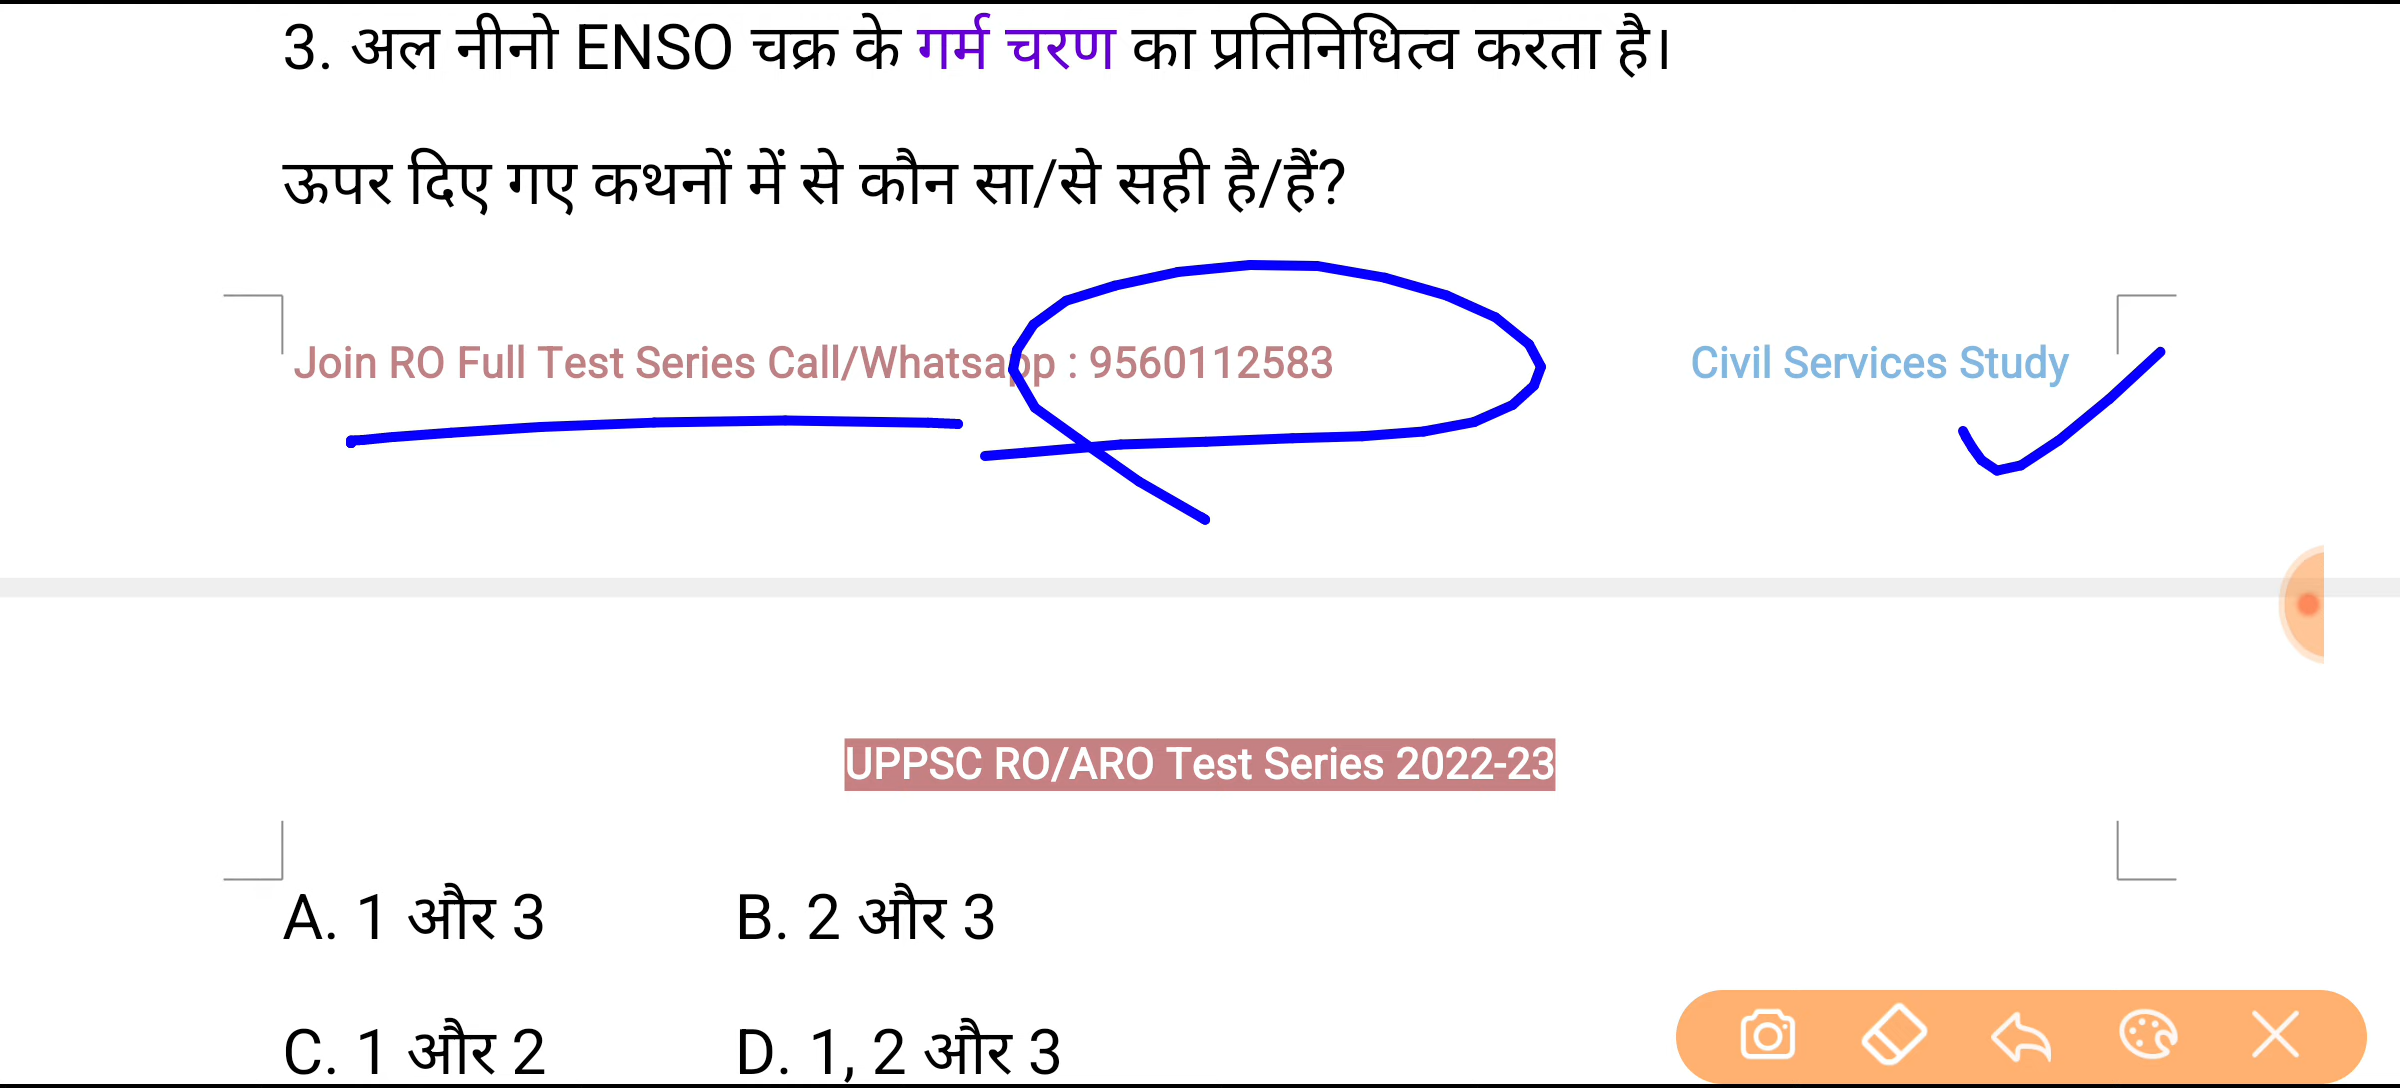 3. अल नीनो ENSO चक्र के गर्म चरण का प्रतिनिधित्व करता है।
ऊपर दिए गए कथनों में से कौन सा/से सही है/हैं?
Join RO Full Test Series Call/Whatsapp : 9560112583
Civil Services Study
UPPSC RO/ARO Test Series 2022-23
A. 1 और 3 B. 2 और 3
C. 1 और 2 D. 1, 2 और 3